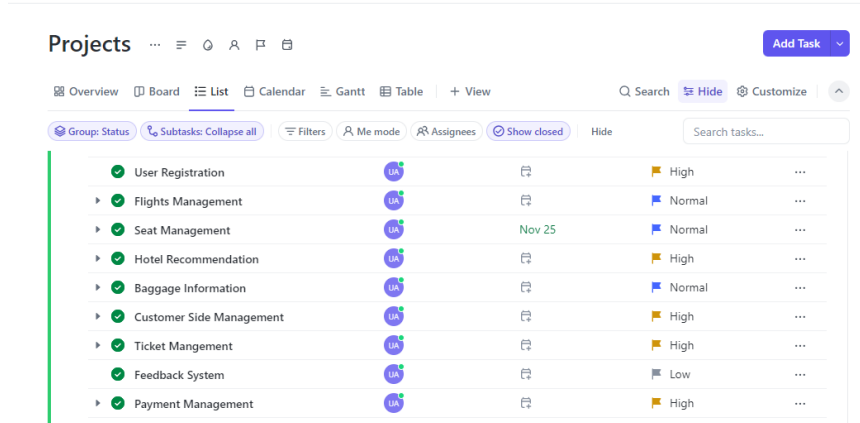 Projects
Add Task
Overview Board List Calendar Gantt Table + View Search Hide Customize
Group: Status Subtasks: Collapse all Filters Me mode Assignees Show closed Hide Search tasks...
User Registration UA High
Flights Management UA Normal
Seat Management UA Nov 25 Normal
Hotel Recommendation UA High
Baggage Information UA Normal
Customer Side Management UA High
Ticket Mangement UA High
Feedback System UA Low
Payment Management UA High